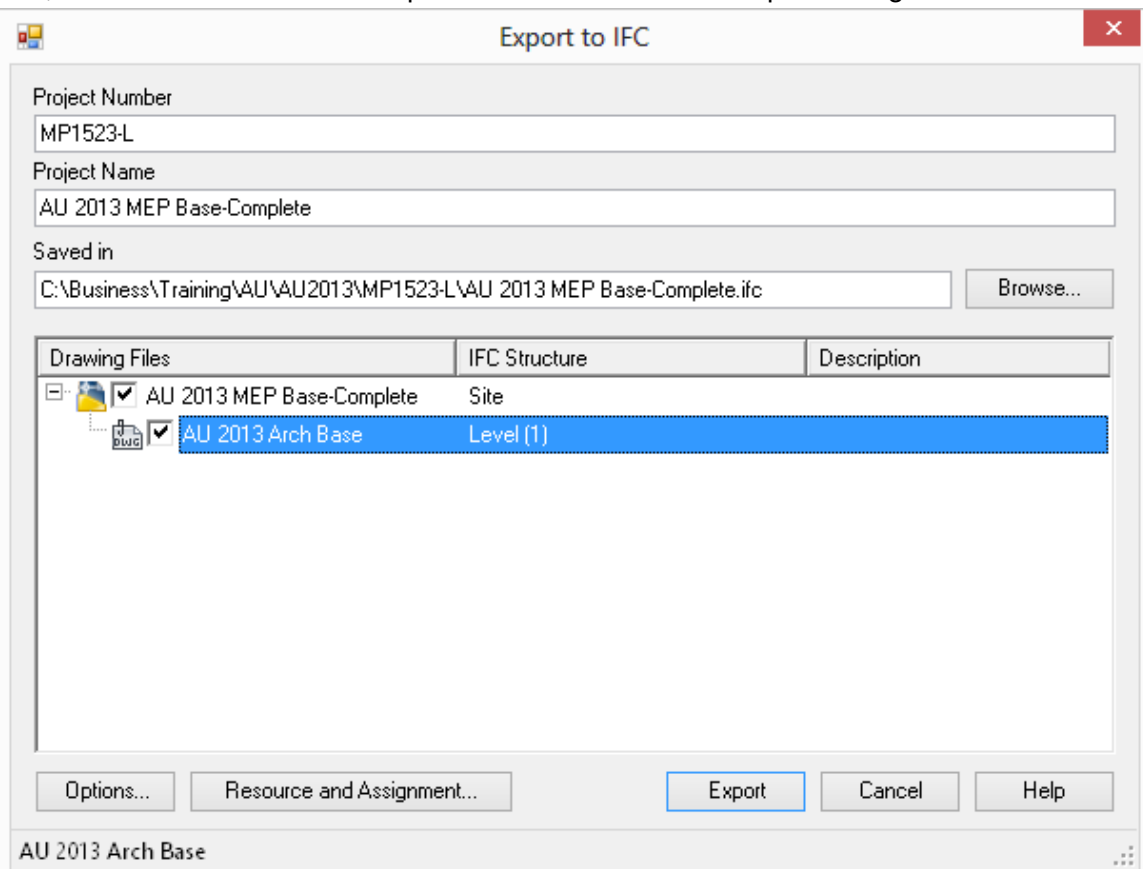 Export to IFC
Project Number
MP1523-L
Project Name
AU 2013 MEP Base-Complete
Saved in
C:\Business\Training\AU\AU2013\MP1523-L\AU 2013 MEP Base-Complete.ifc
Browse...
Drawing Files IFC Structure Description
AU 2013 MEP Base-Complete Site
DWG AU 2013 Arch Base Level (1)
Options... Resource and Assignment... Export Cancel Help
AU 2013 Arch Base